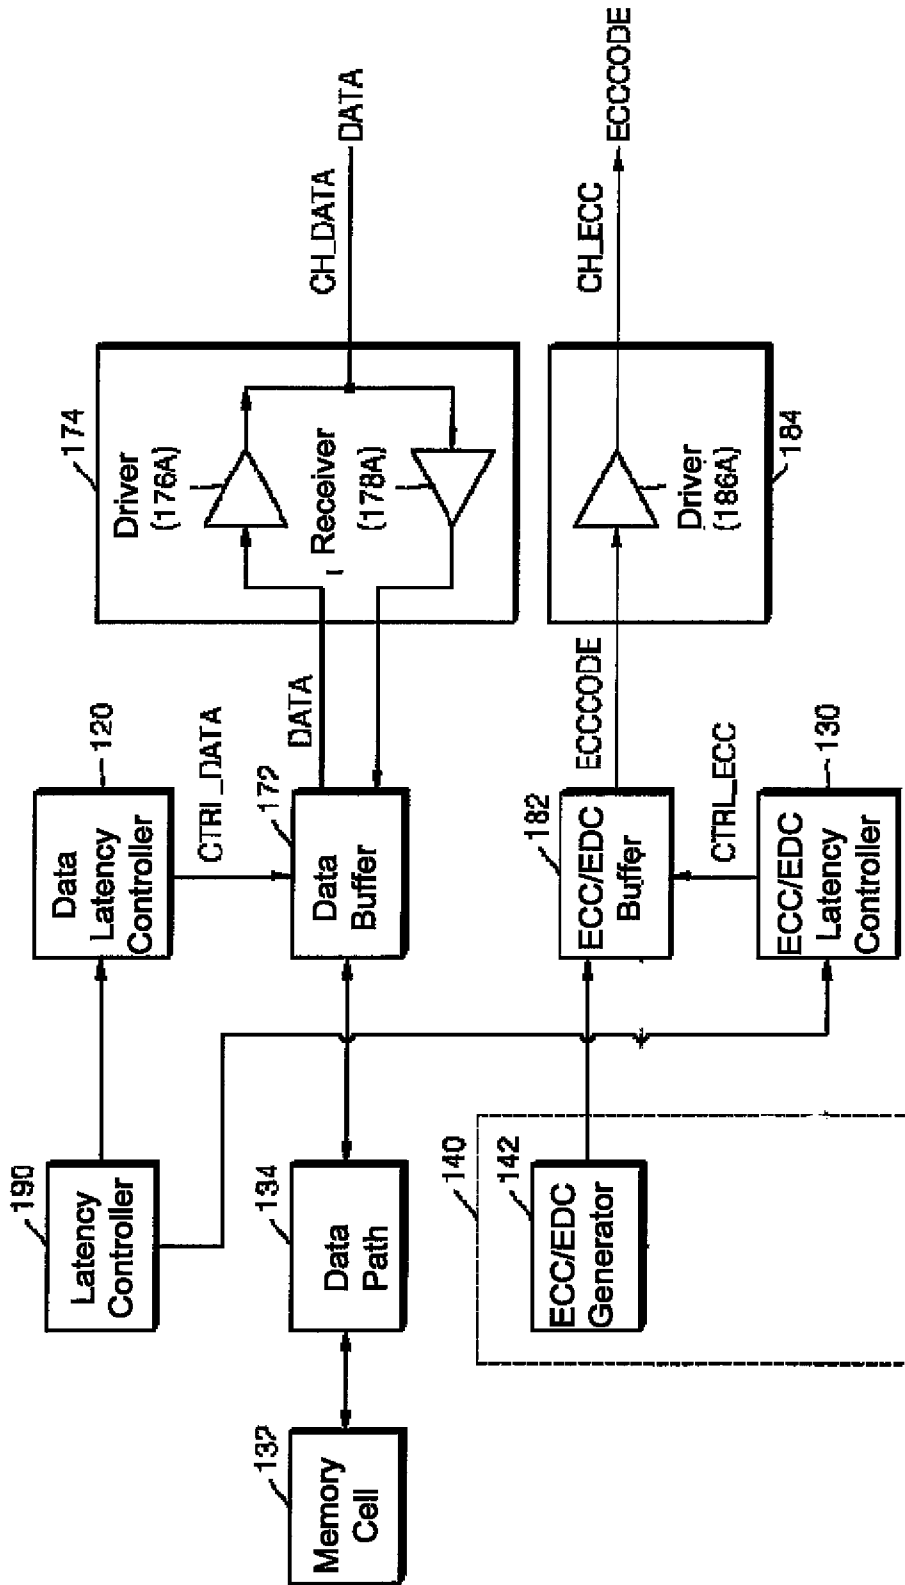 190
Latency
Controller
120
Data
Latency
Controller
CTRL_DATA
174
Driver
(176A)
Receiver
(178A)
CH_DATA
DATA
132
Memory
Cell
134
Data
Path
172
Data
Buffer
DATA
140
142
ECC/EDC
Generator
182
ECC/EDC
Buffer
ECCCODE
CTRL_ECC
130
ECC/EDC
Latency
Controller
Driver
(186A)
184
CH_ECC
ECCCODE